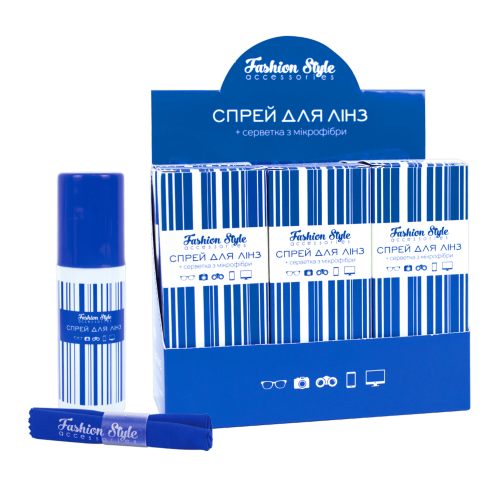 Fashion Style
accessories
СПРЕЙ ДЛЯ ЛІНЗ
+ серветка з мікрофібри
Fashion Style
accessories
СПРЕЙ ДЛЯ ЛІНЗ
+ серветка з мікрофібри
Fashion Style
accessories
СПРЕЙ ДЛЯ ЛІНЗ
+ серветка з мікрофібри
Fashion Style
accessories
СПРЕЙ ДЛЯ ЛІНЗ
+ серветка з мікрофібри
Fashion Style
accessories
СПРЕЙ ДЛЯ ЛІНЗ
Fashion Style
accessories